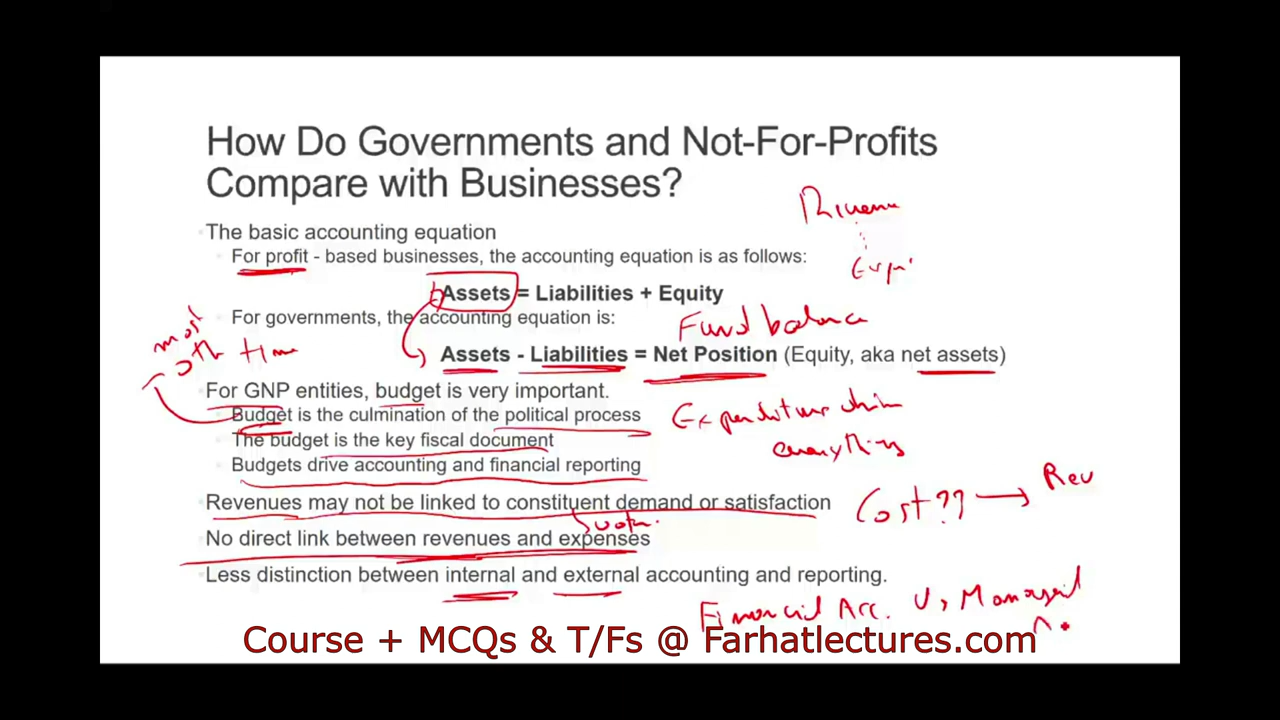 How Do Governments and Not-For-Profits
Compare with Businesses?
Revenue
The basic accounting equation
For profit - based businesses, the accounting equation is as follows:
Assets = Liabilities + Equity
For governments, the accounting equation is:
Fund balance
most
oth time
Assets - Liabilities = Net Position (Equity, aka net assets)
For GNP entities, budget is very important.
Budget is the culmination of the political process
Expenditure
everything
The budget is the key fiscal document
Budgets drive accounting and financial reporting
Revenues may not be linked to constituent demand or satisfaction
Cost?? → Rev
No direct link between revenues and expenses
Less distinction between internal and external accounting and reporting.
Financial Acc. Vs Managerial
Course + MCQs & T/Fs @ Farhatlectures.com